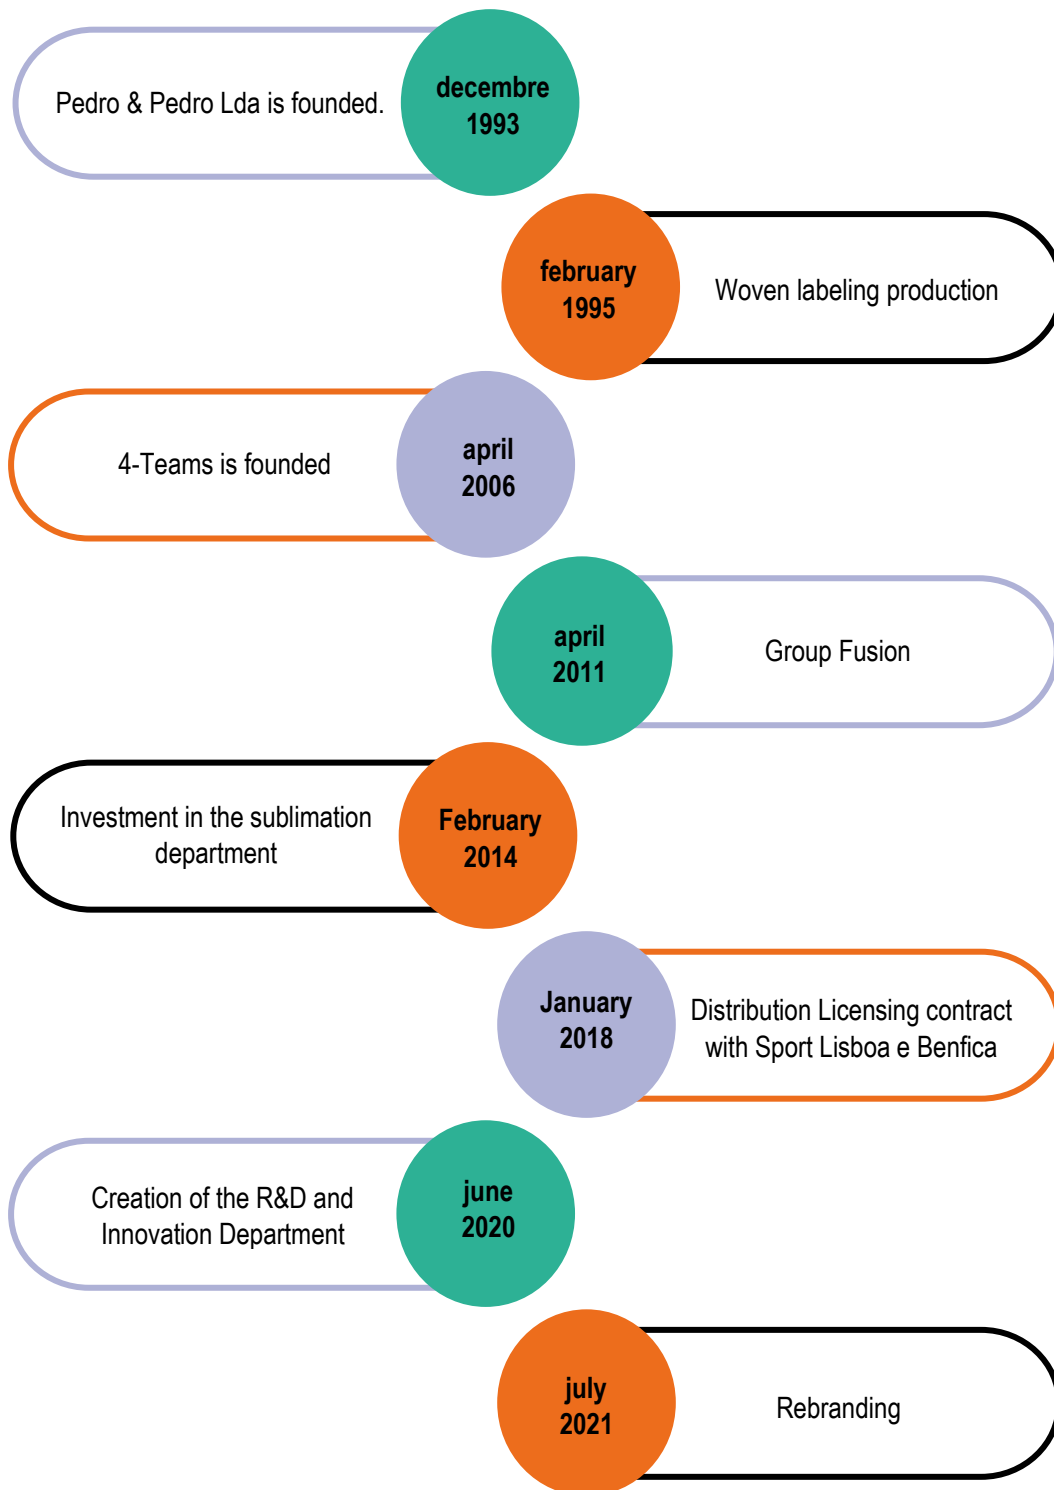 Pedro & Pedro Lda is founded.
decembre
1993
february
1995
Woven labeling production
4-Teams is founded
april
2006
april
2011
Group Fusion
Investment in the sublimation
department
February
2014
January
2018
Distribution Licensing contract
with Sport Lisboa e Benfica
Creation of the R&D and
Innovation Department
june
2020
july
2021
Rebranding